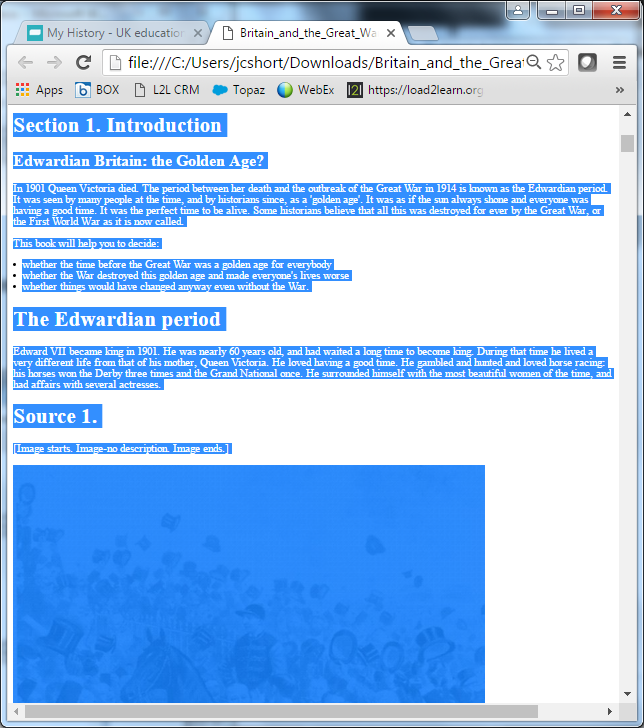 My History - UK education
Britain_and_the_Great_Wa
file:///C:/Users/jcshort/Downloads/Britain_and_the_Great
Apps BOX L2L CRM Topaz WebEx https://load2learn.org
Section 1. Introduction
Edwardian Britain: the Golden Age?
In 1901 Queen Victoria died. The period between her death and the outbreak of the Great War in 1914 is known as the Edwardian period.
It was seen by many people at the time, and by historians since, as a 'golden age'. It was as if the sun always shone and everyone was
having a good time. It was the perfect time to be alive. Some historians believe that all this was destroyed for ever by the Great War, or
the First World War as it is now called.
This book will help you to decide:
• whether the time before the Great War was a golden age for everybody
• whether the War destroyed this golden age and made everyone's lives worse
• whether things would have changed anyway even without the War.
The Edwardian period
Edward VII became king in 1901. He was nearly 60 years old, and had waited a long time to become king. During that time he lived a
very different life from that of his mother, Queen Victoria. He loved having a good time. He gambled and hunted and loved horse racing:
his horses won the Derby three times and the Grand National once. He surrounded himself with the most beautiful women of the time, and
had affairs with several actresses.
Source 1.
[Image starts. Image-no description. Image ends.]